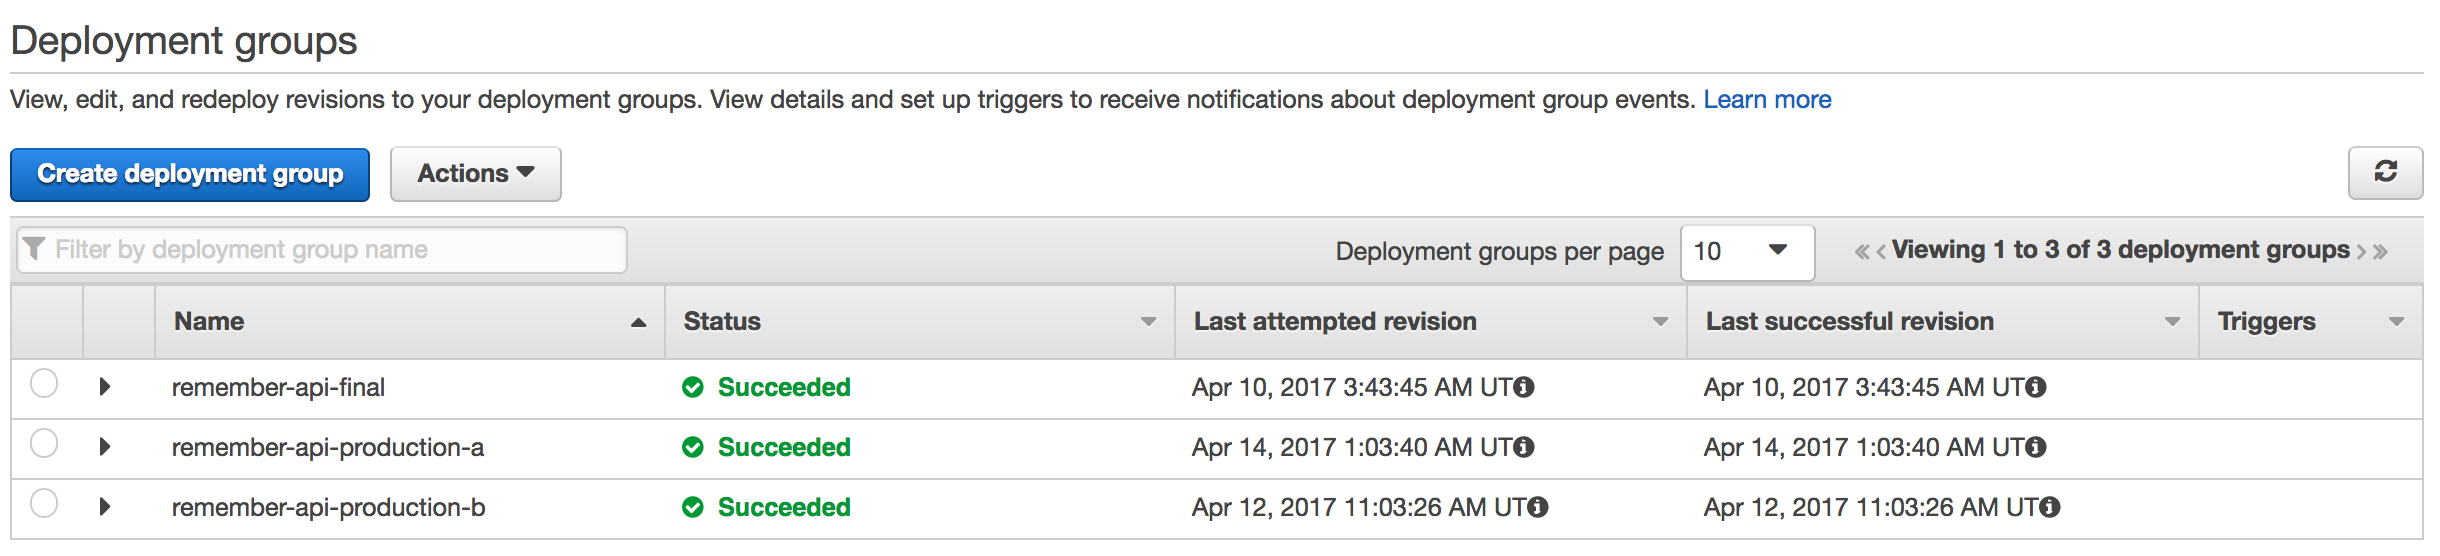 Deployment groups
View, edit, and redeploy revisions to your deployment groups. View details and set up triggers to receive notifications about deployment group events. Learn more
Create deployment group Actions
Filter by deployment group name Deployment groups per page 10 « ‹ Viewing 1 to 3 of 3 deployment groups › »
Name Status Last attempted revision Last successful revision Triggers
remember-api-final Succeeded Apr 10, 2017 3:43:45 AM UT Apr 10, 2017 3:43:45 AM UT
remember-api-production-a Succeeded Apr 14, 2017 1:03:40 AM UT Apr 14, 2017 1:03:40 AM UT
remember-api-production-b Succeeded Apr 12, 2017 11:03:26 AM UT Apr 12, 2017 11:03:26 AM UT